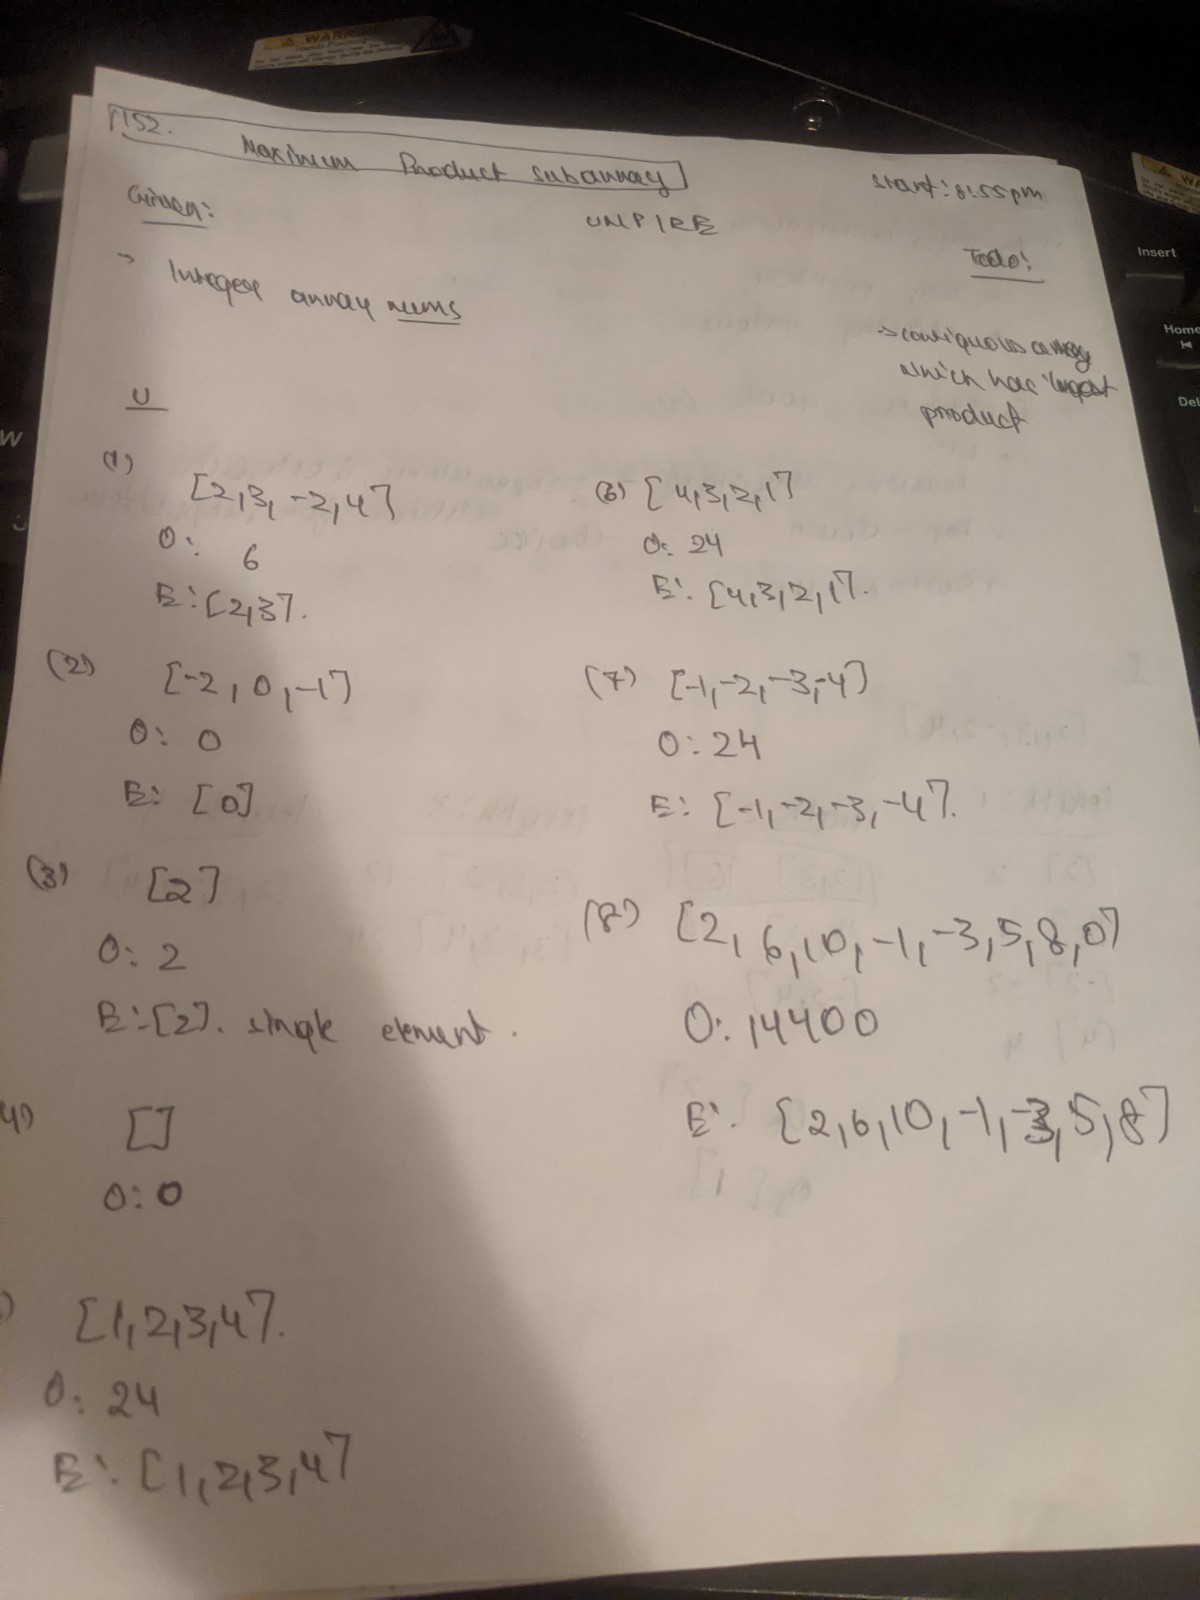 152.
Maximum Product subarray
start: 8:55pm
Given:
UMPIRE
Todo:
→ Integer array nums
→ contiguous array
which has largest
product
U
(1) [2,3,-2,4]
O: 6
E: [2,3].
(2) [-2,0,-1]
O: 0
E: [0]
(3) [2]
O: 2
E: [2]. single element.
4) []
O: 0
) [1,2,3,4].
O: 24
E: [1,2,3,4]
(6) [4,3,2,1]
O: 24
E: [4,3,2,1].
(7) [-1,-2,-3,-4]
O: 24
E: [-1,-2,-3,-4].
(8) [2,6,10,-1,-3,5,8,0]
O: 14400
E: [2,6,10,-1,-3,5,8]
Insert
Home
Del
W
WARN
WA